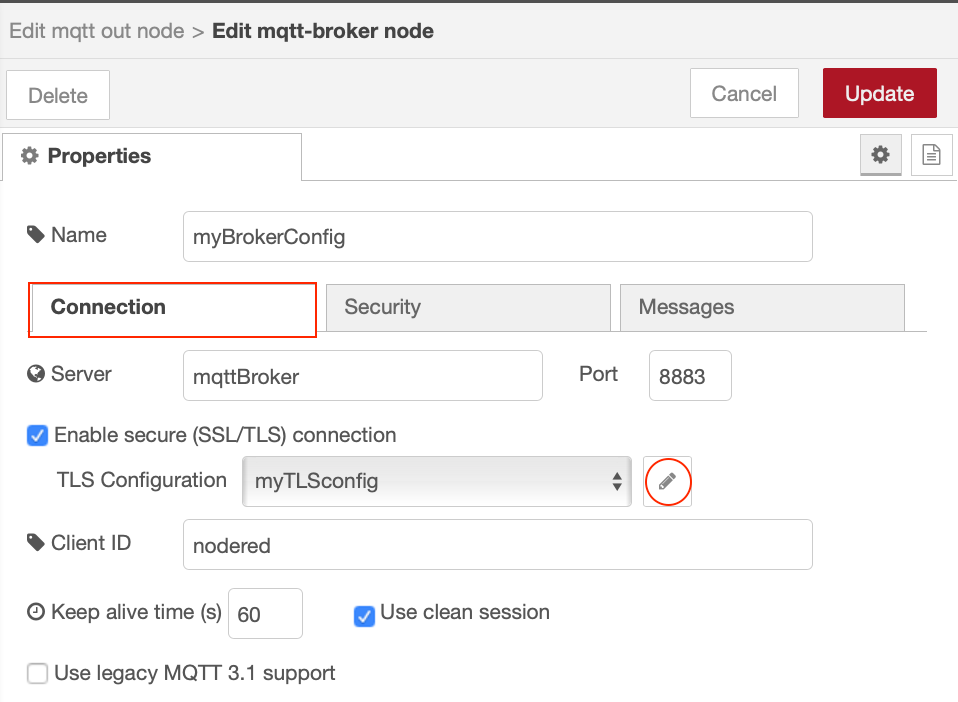 Edit mqtt out node > Edit mqtt-broker node
Delete Cancel Update
Properties
Name myBrokerConfig
Connection Security Messages
Server mqttBroker Port 8883
Enable secure (SSL/TLS) connection
TLS Configuration myTLSconfig
Client ID nodered
Keep alive time (s) 60 Use clean session
Use legacy MQTT 3.1 support